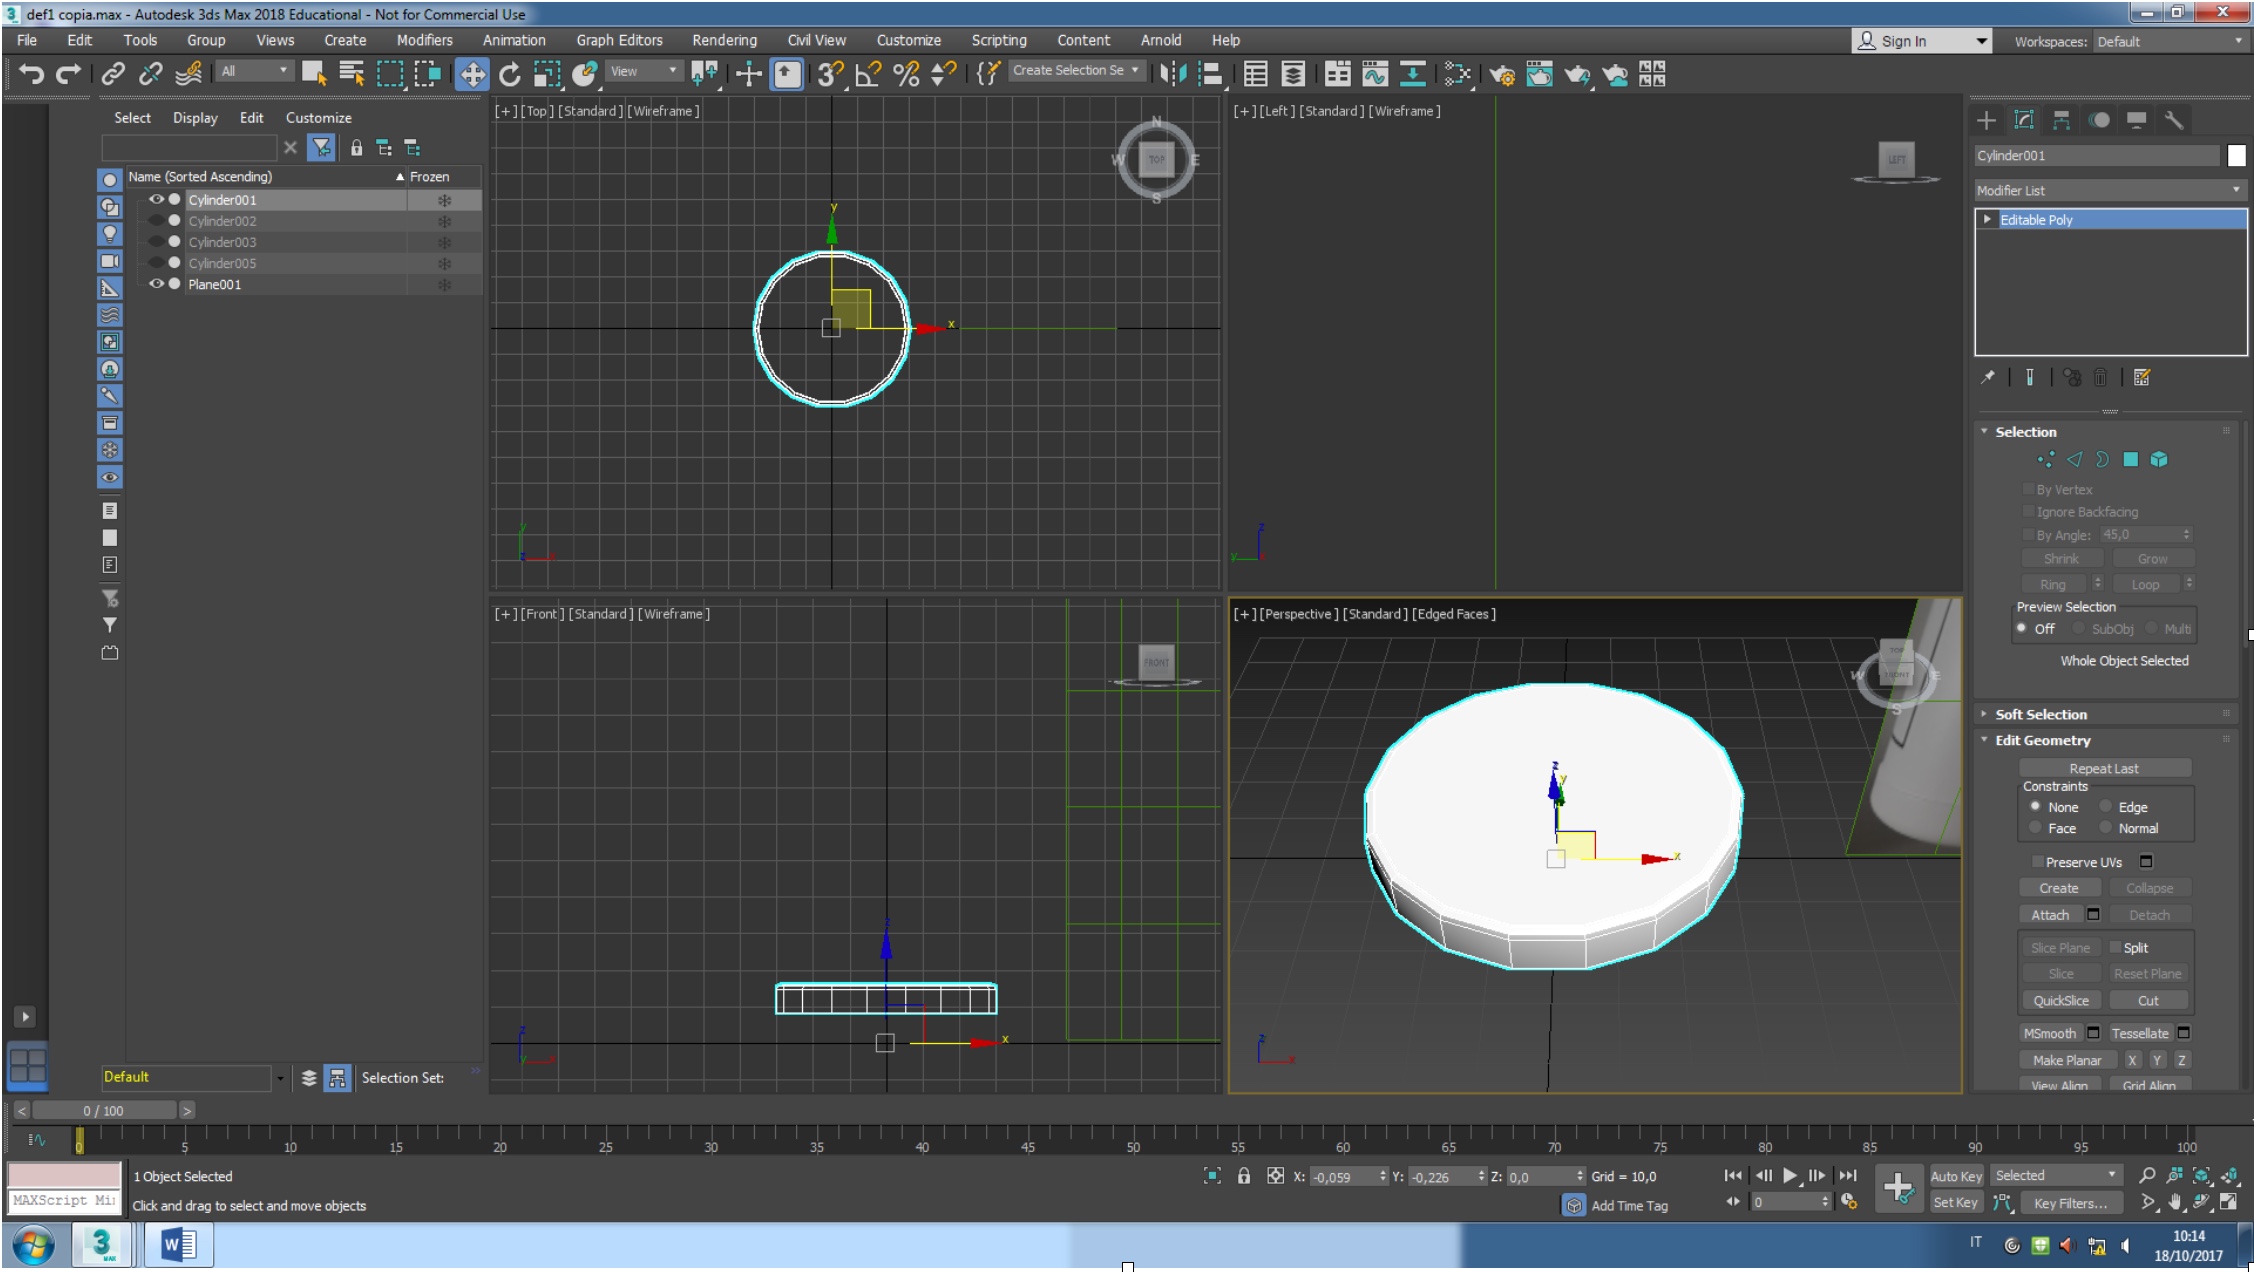 def1 copia.max - Autodesk 3ds Max 2018 Educational - Not for Commercial Use
File Edit Tools Group Views Create Modifiers Animation Graph Editors Rendering Civil View Customize Scripting Content Arnold Help Sign In Workspaces: Default
All View Create Selection Se
Select Display Edit Customize
Name (Sorted Ascending) Frozen
Cylinder001
Cylinder002
Cylinder003
Cylinder005
Plane001
[+] [Top] [Standard] [Wireframe]
N
W TOP E
S
y
x
[+] [Left] [Standard] [Wireframe]
LEFT
z
y
[+] [Front] [Standard] [Wireframe]
FRONT
z
x
[+] [Perspective] [Standard] [Edged Faces]
TOP
W FRONT E
S
z
y
x
Cylinder001
Modifier List
Editable Poly
Selection
By Vertex
Ignore Backfacing
By Angle: 45,0
Shrink Grow
Ring Loop
Preview Selection
Off SubObj Multi
Whole Object Selected
Soft Selection
Edit Geometry
Repeat Last
Constraints
None Edge
Face Normal
Preserve UVs
Create Collapse
Attach Detach
Slice Plane Split
Slice Reset Plane
QuickSlice Cut
MSmooth Tessellate
Make Planar X Y Z
View Align Grid Align
Default Selection Set:
< 0 / 100 >
0 5 10 15 20 25 30 35 40 45 50 55 60 65 70 75 80 85 90 95 100
1 Object Selected X: -0,059 Y: -0,226 Z: 0,0 Grid = 10,0 Auto Key Selected
MAXScript Mi
Click and drag to select and move objects Add Time Tag 0 Set Key Key Filters...
3 MAX W IT 10:14
18/10/2017